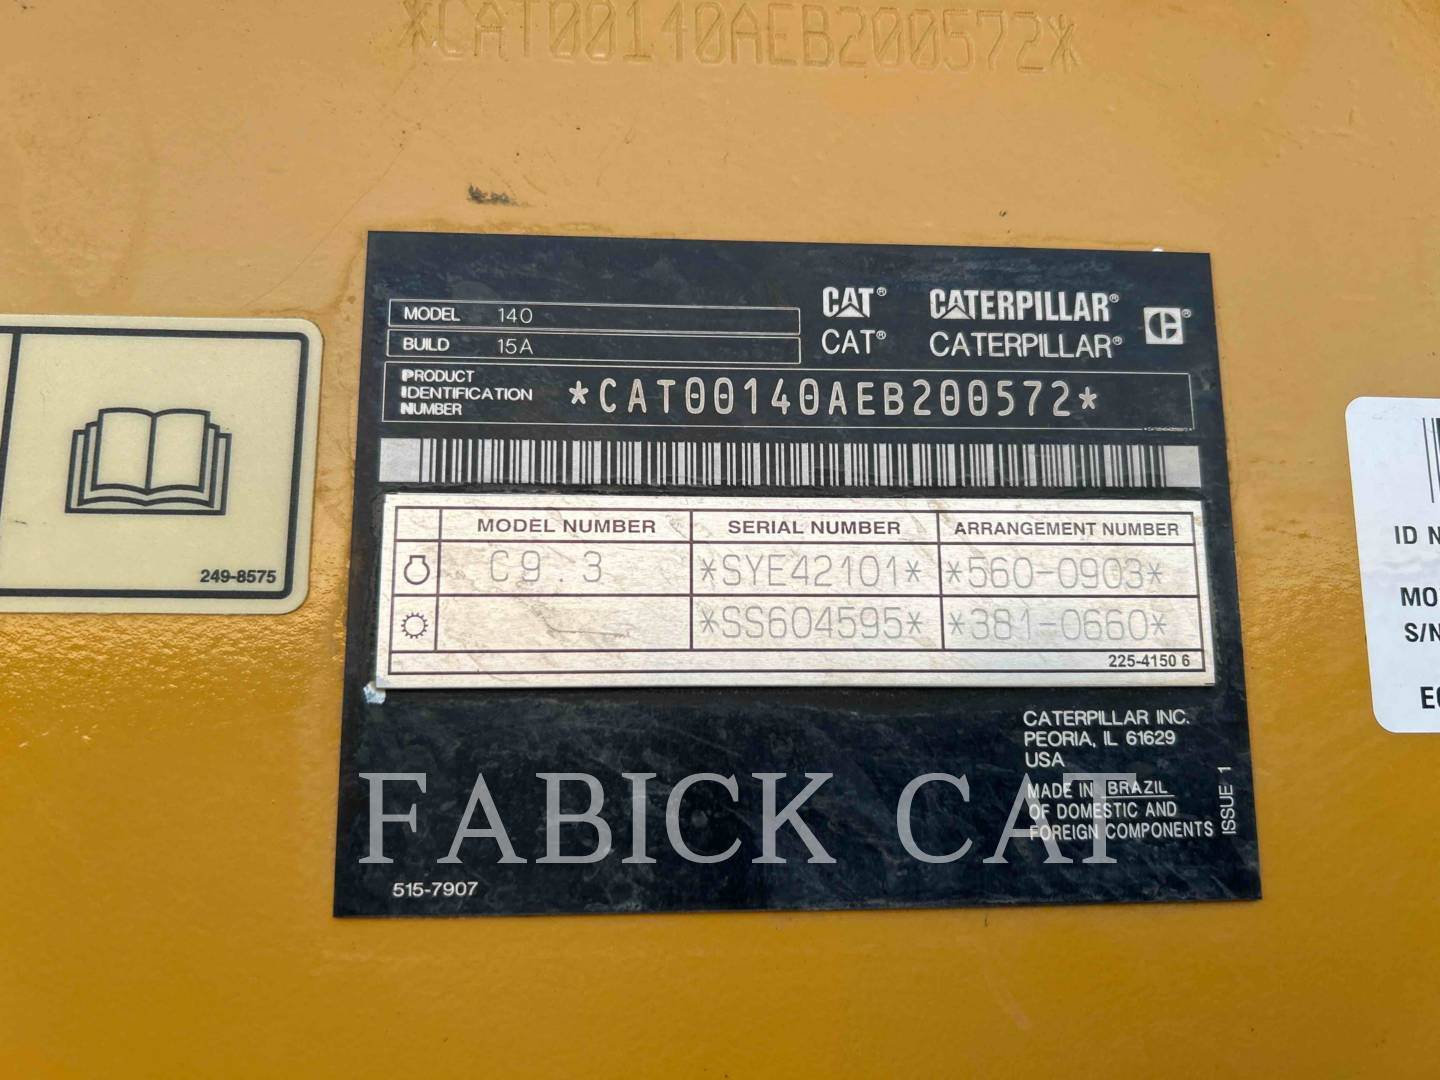 *CAT00140AEB200572*
MODEL 140
BUILD 15A
CAT® CATERPILLAR®
CAT® CATERPILLAR®
PRODUCT IDENTIFICATION NUMBER *CAT00140AEB200572*
MODEL NUMBER SERIAL NUMBER ARRANGEMENT NUMBER
C9.3 *SYE42101* *560-0903*
*SS604595* *381-0660*
225-4150 6
CATERPILLAR INC.
PEORIA, IL 61629
USA
MADE IN BRAZIL
OF DOMESTIC AND
FOREIGN COMPONENTS
ISSUE 1
515-7907
FABICK CAT
249-8575
ID N
MO
S/N